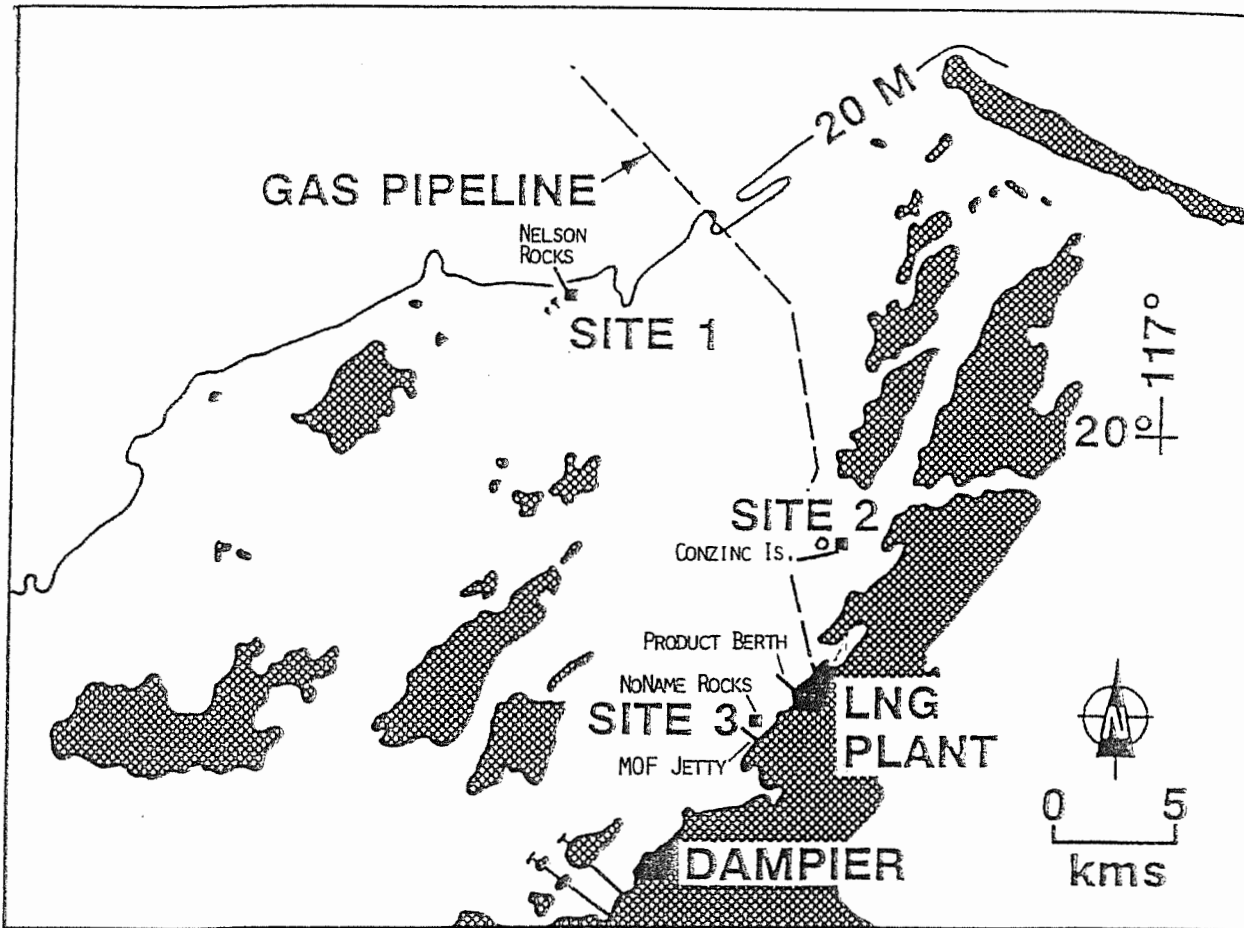 20 M
GAS PIPELINE
NELSON
ROCKS
SITE 1
117°
20°
SITE 2
CONZINC IS.
PRODUCT BERTH
NONAME ROCKS
SITE 3
MOF JETTY
LNG
PLANT
DAMPIER
N
0 5
kms